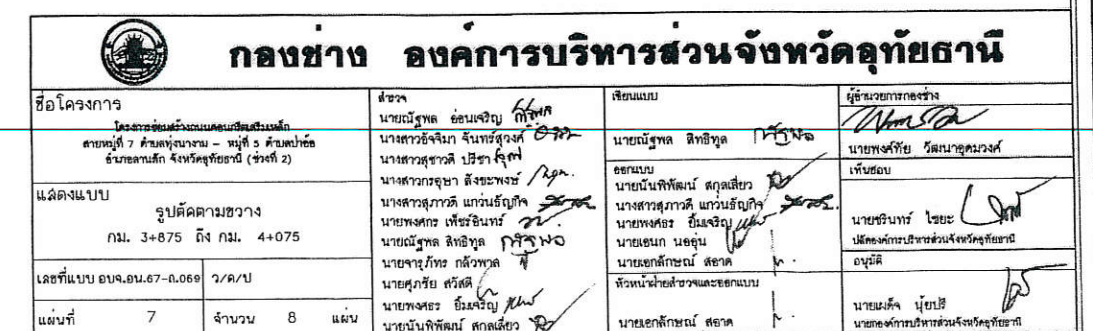 กองช่าง องค์การบริหารส่วนจังหวัดอุทัยธานี
ชื่อโครงการ
โครงการซ่อมสร้างถนนคอนกรีตเสริมเหล็ก
สายหมู่ที่ 7 ตำบลทุ่งนางาม - หมู่ที่ 5 ตำบลป่าอ้อ
อำเภอลานสัก จังหวัดอุทัยธานี (ช่วงที่ 2)
แสดงแบบ
รูปตัดตามขวาง
กม. 3+875 ถึง กม. 4+075
เลขที่แบบ อบจ.อน.67-ถ.069
ว/ด/ป
แผ่นที่ 7
จำนวน 8 แผ่น
สำรวจ
นายณัฐพล อ่อนเจริญ
นางสาวอัจจิมา จันทร์สุวงค์
นางสาวสุชาวดี ปรีชา
นางสาวกรอุษา สังขะพงษ์
นางสาวสุภาวดี แก่นธัญกิจ
นายพงศกร เพ็ชรอินทร์
นายณัฐพล สิทธิทูล
นายจารุภัทร กลัวพาล
นายศุภชัย สวัสดี
นายพงศธร ยิ้มเจริญ
นายนันพิพัฒน์ สกุลเสี่ยว
เขียนแบบ
นายณัฐพล สิทธิทูล
ออกแบบ
นายนันพิพัฒน์ สกุลเสี่ยว
นางสาวสุภาวดี แก่นธัญกิจ
นายพงศธร ยิ้มเจริญ
นายเอนก นออุ่น
นายเอกลักษณ์ สอาด
หัวหน้าฝ่ายสำรวจและออกแบบ
นายเอกลักษณ์ สอาด
ผู้อำนวยการกองช่าง
นายพงศ์ทัย วัฒนาอุดมวงศ์
เห็นชอบ
นายชรินทร์ ไชยะ
ปลัดองค์การบริหารส่วนจังหวัดอุทัยธานี
อนุมัติ
นายเผด็จ นุ้ยปรี
นายกองค์การบริหารส่วนจังหวัดอุทัยธานี